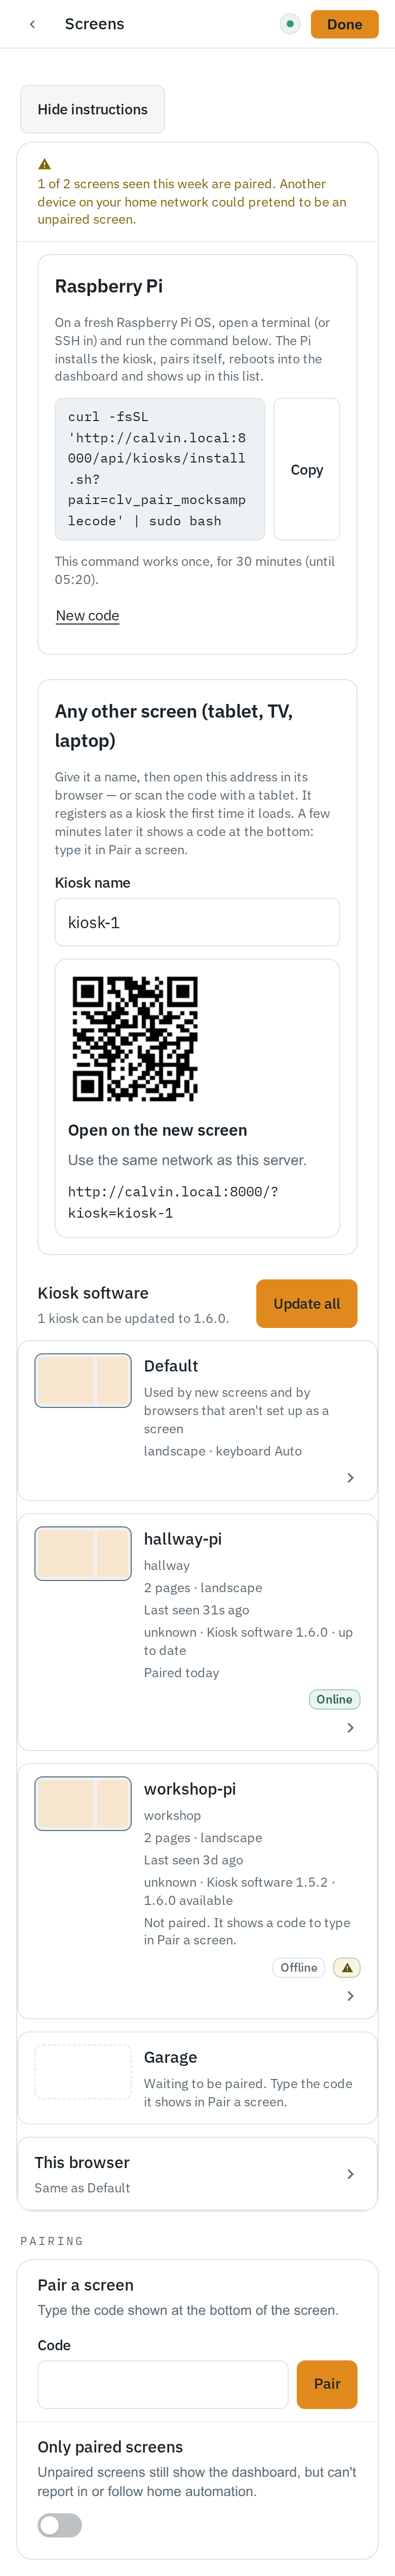 Screens
Done
Hide instructions
1 of 2 screens seen this week are paired. Another
device on your home network could pretend to be an
unpaired screen.
Raspberry Pi
On a fresh Raspberry Pi OS, open a terminal (or
SSH in) and run the command below. The Pi
installs the kiosk, pairs itself, reboots into the
dashboard and shows up in this list.
curl -fsSL
'http://calvin.local:8
000/api/kiosks/install
.sh?
pair=clv_pair_mocksamp
lecode' | sudo bash
Copy
This command works once, for 30 minutes (until
05:20).
New code
Any other screen (tablet, TV,
laptop)
Give it a name, then open this address in its
browser — or scan the code with a tablet. It
registers as a kiosk the first time it loads. A few
minutes later it shows a code at the bottom:
type it in Pair a screen.
Kiosk name
kiosk-1
Open on the new screen
Use the same network as this server.
http://calvin.local:8000/?
kiosk=kiosk-1
Kiosk software
1 kiosk can be updated to 1.6.0.
Update all
Default
Used by new screens and by
browsers that aren't set up as a
screen
landscape · keyboard Auto
hallway-pi
hallway
2 pages · landscape
Last seen 31s ago
unknown · Kiosk software 1.6.0 · up
to date
Paired today
Online
workshop-pi
workshop
2 pages · landscape
Last seen 3d ago
unknown · Kiosk software 1.5.2 ·
1.6.0 available
Not paired. It shows a code to type
in Pair a screen.
Offline
Garage
Waiting to be paired. Type the code
it shows in Pair a screen.
This browser
Same as Default
PAIRING
Pair a screen
Type the code shown at the bottom of the screen.
Code
Pair
Only paired screens
Unpaired screens still show the dashboard, but can't
report in or follow home automation.